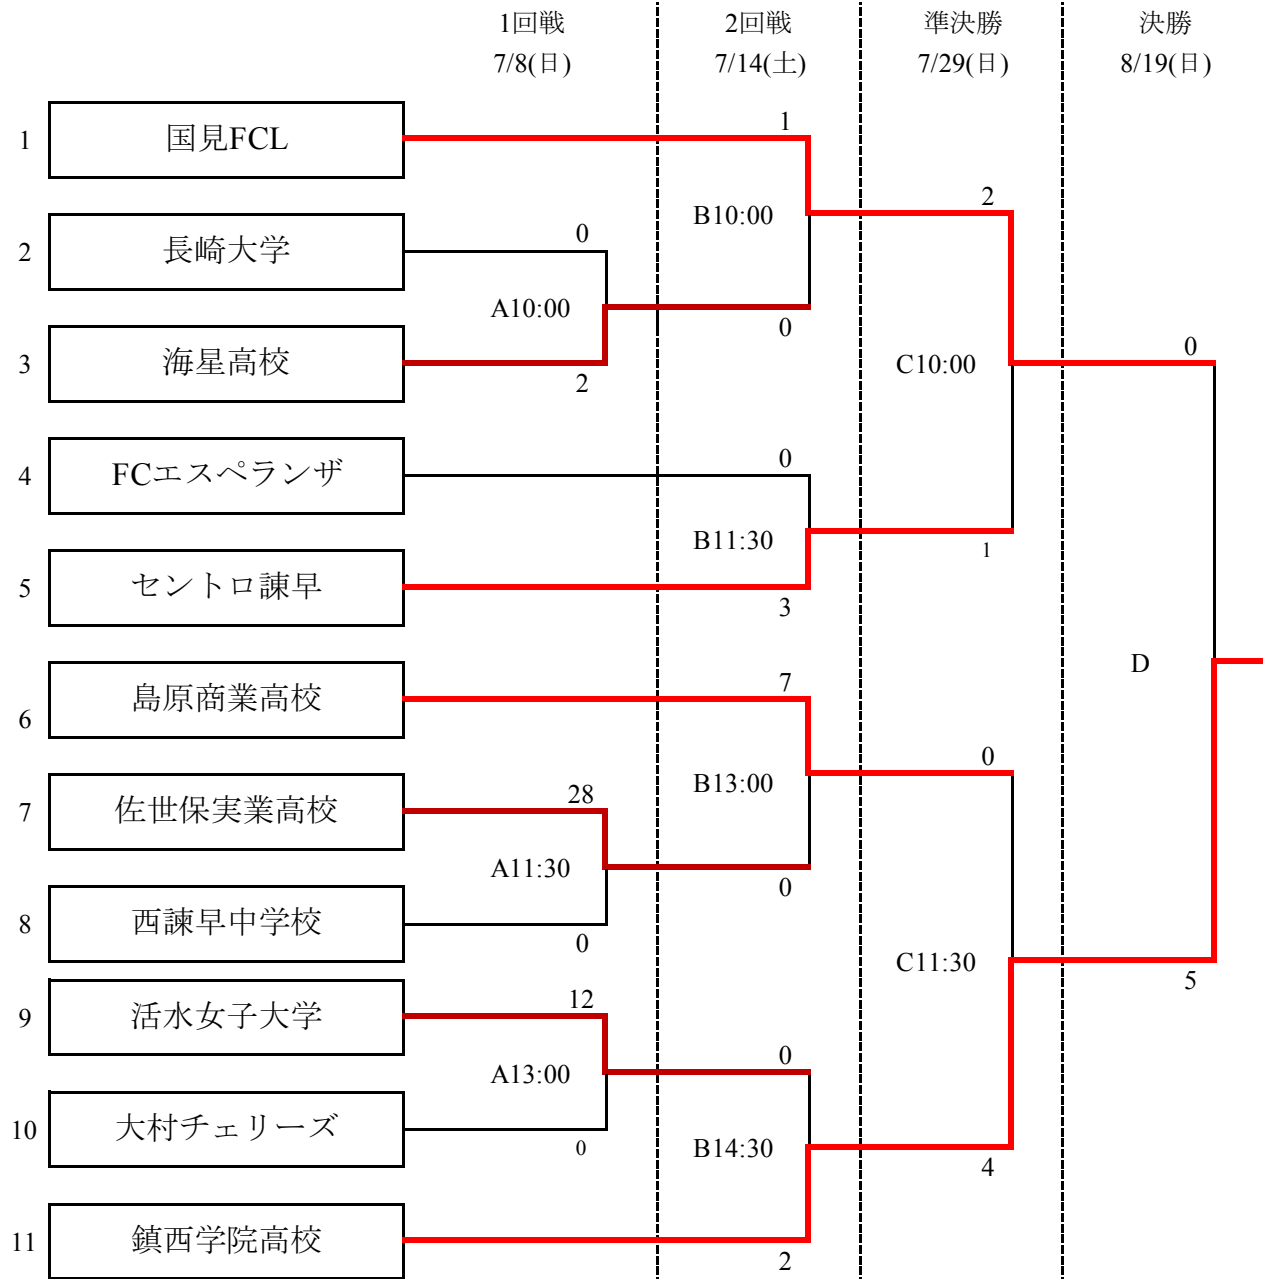 1回戦 2回戦 準決勝 決勝
7/8(日) 7/14(土) 7/29(日) 8/19(日)
1
1 国見FCL
2
B10:00
0
2 長崎大学
A10:00
0
3 海星高校
0
C10:00
2
0
4 FCエスペランザ
B11:30
1
5 セントロ諫早
3
D
7
6 島原商業高校
0
B13:00
28
7 佐世保実業高校
A11:30
0
8 西諫早中学校
0
C11:30
5
12
9 活水女子大学
0
A13:00
10 大村チェリーズ
0
B14:30
4
11 鎮西学院高校
2